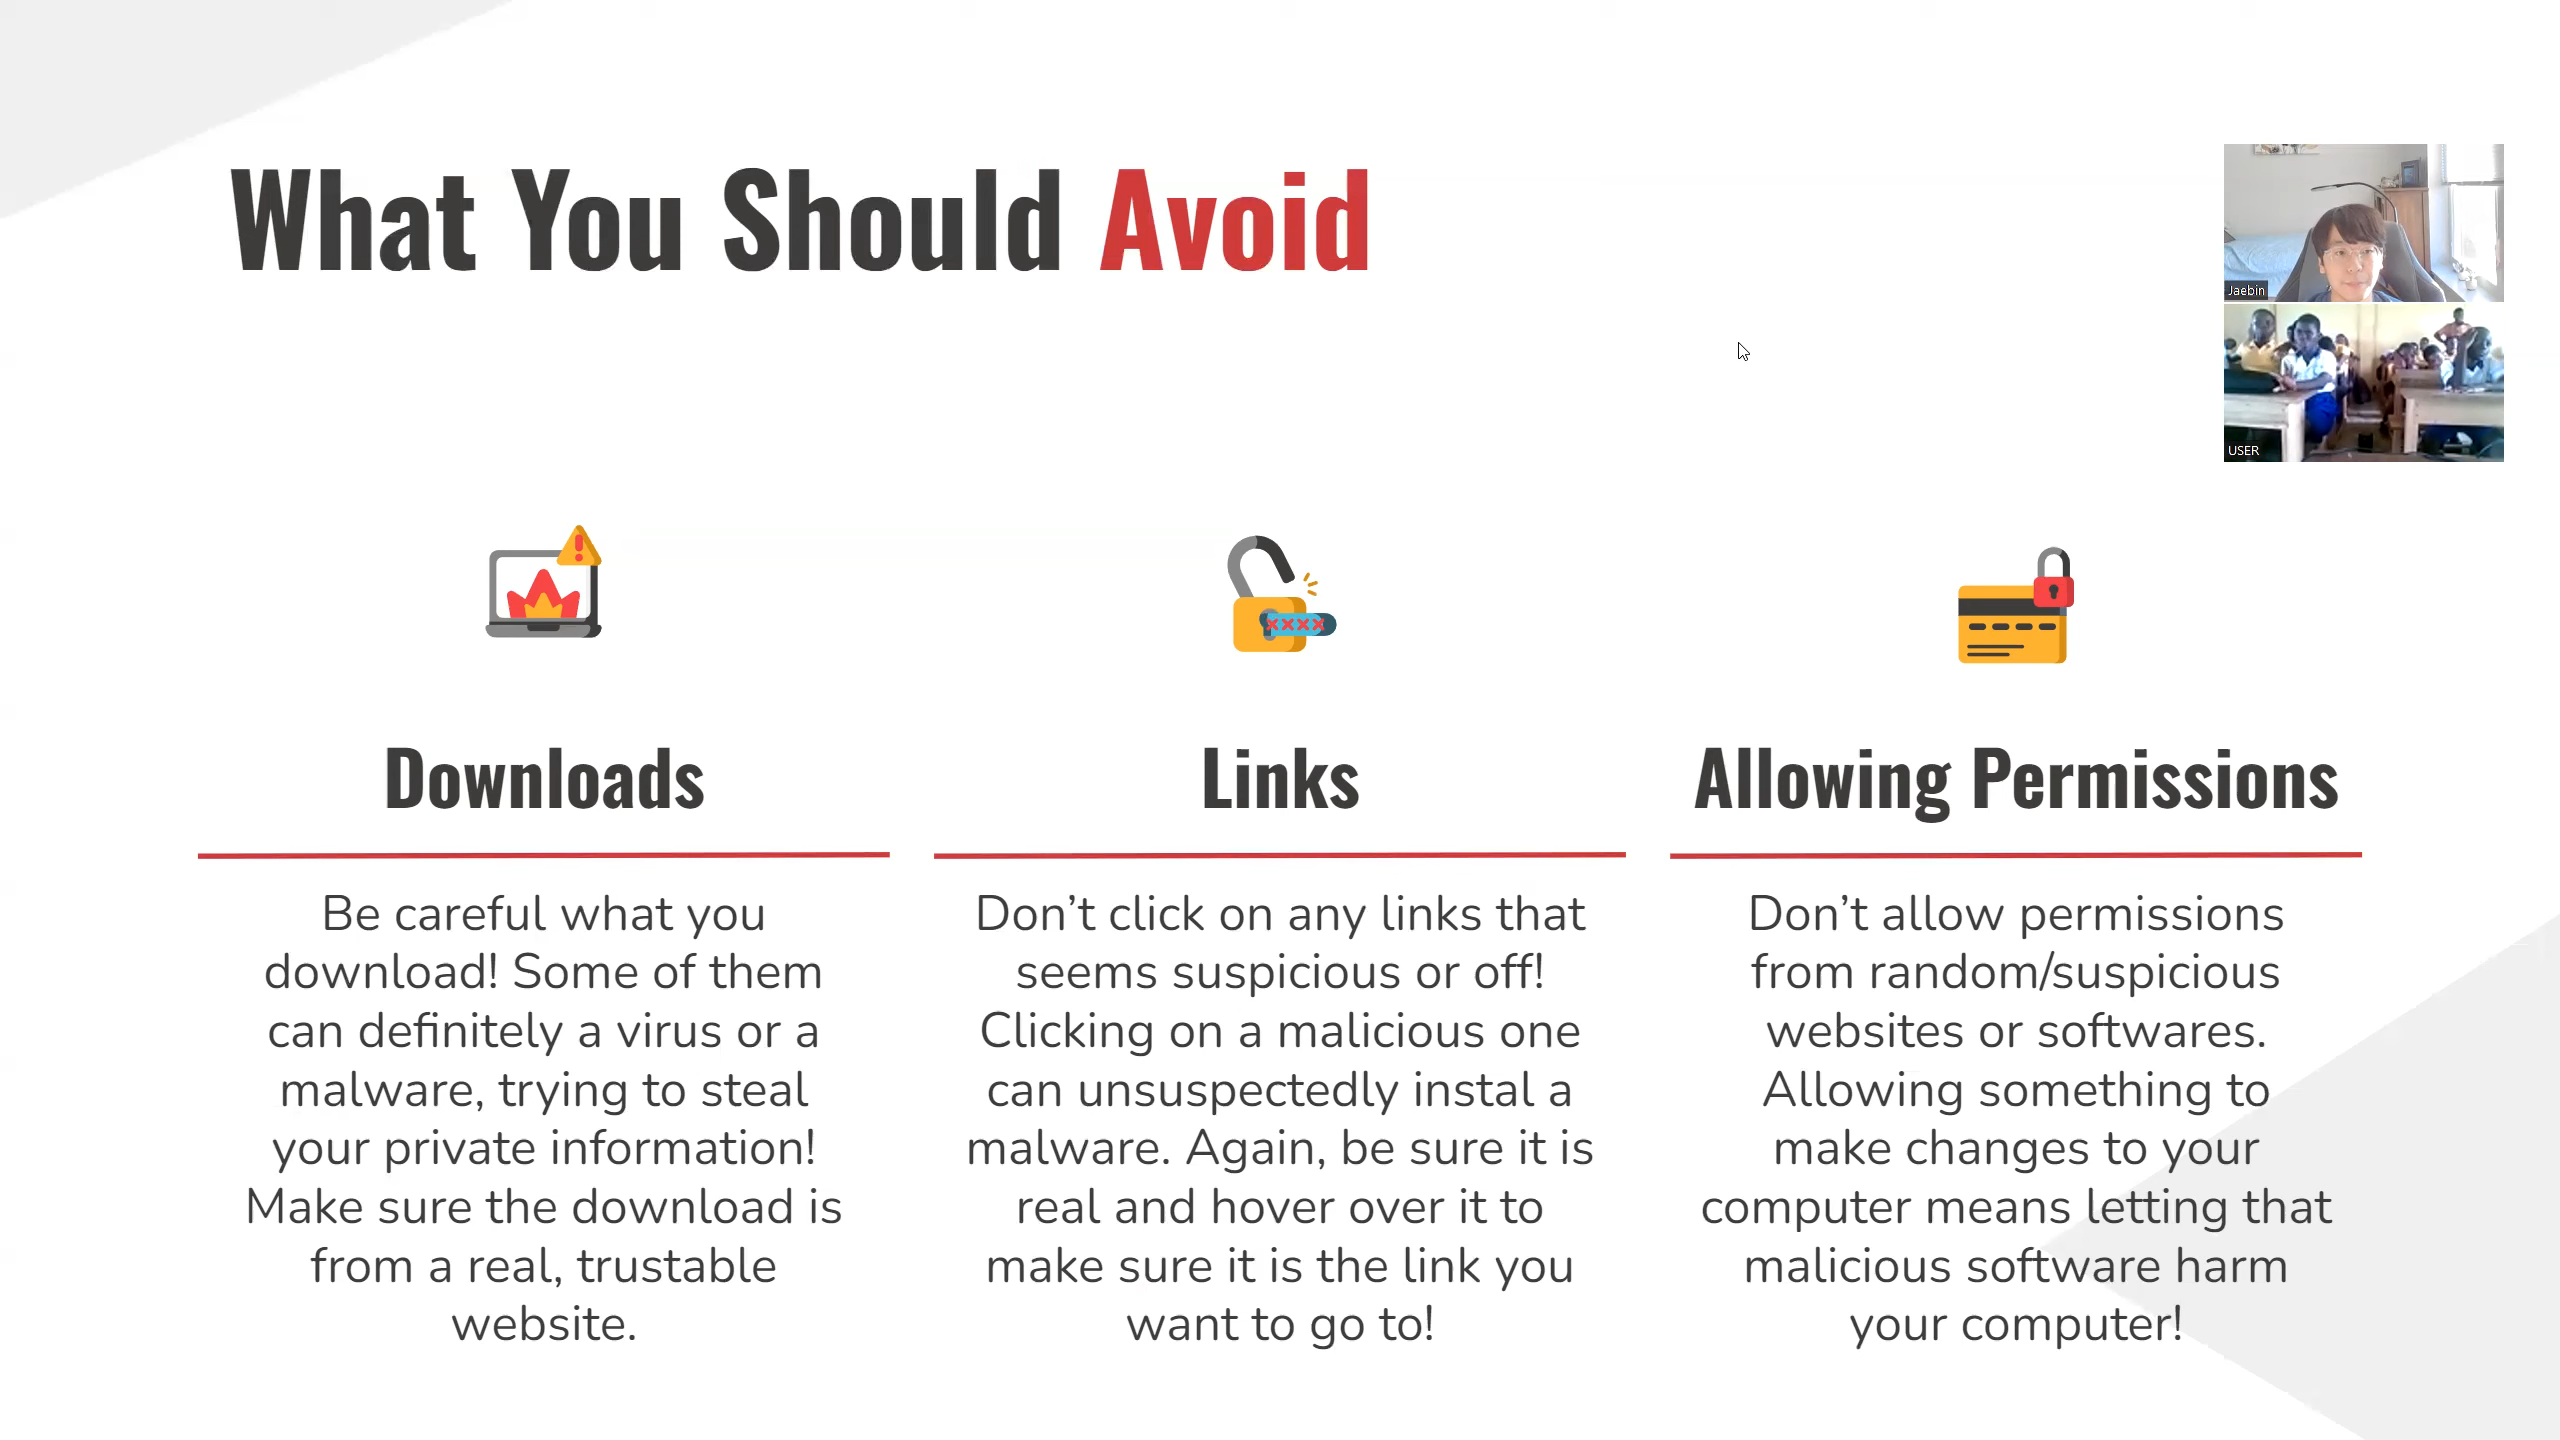 What You Should Avoid
Jaebin
USER
Downloads
Be careful what you
download! Some of them
can definitely a virus or a
malware, trying to steal
your private information!
Make sure the download is
from a real, trustable
website.
Links
Don’t click on any links that
seems suspicious or off!
Clicking on a malicious one
can unsuspectedly instal a
malware. Again, be sure it is
real and hover over it to
make sure it is the link you
want to go to!
Allowing Permissions
Don’t allow permissions
from random/suspicious
websites or softwares.
Allowing something to
make changes to your
computer means letting that
malicious software harm
your computer!